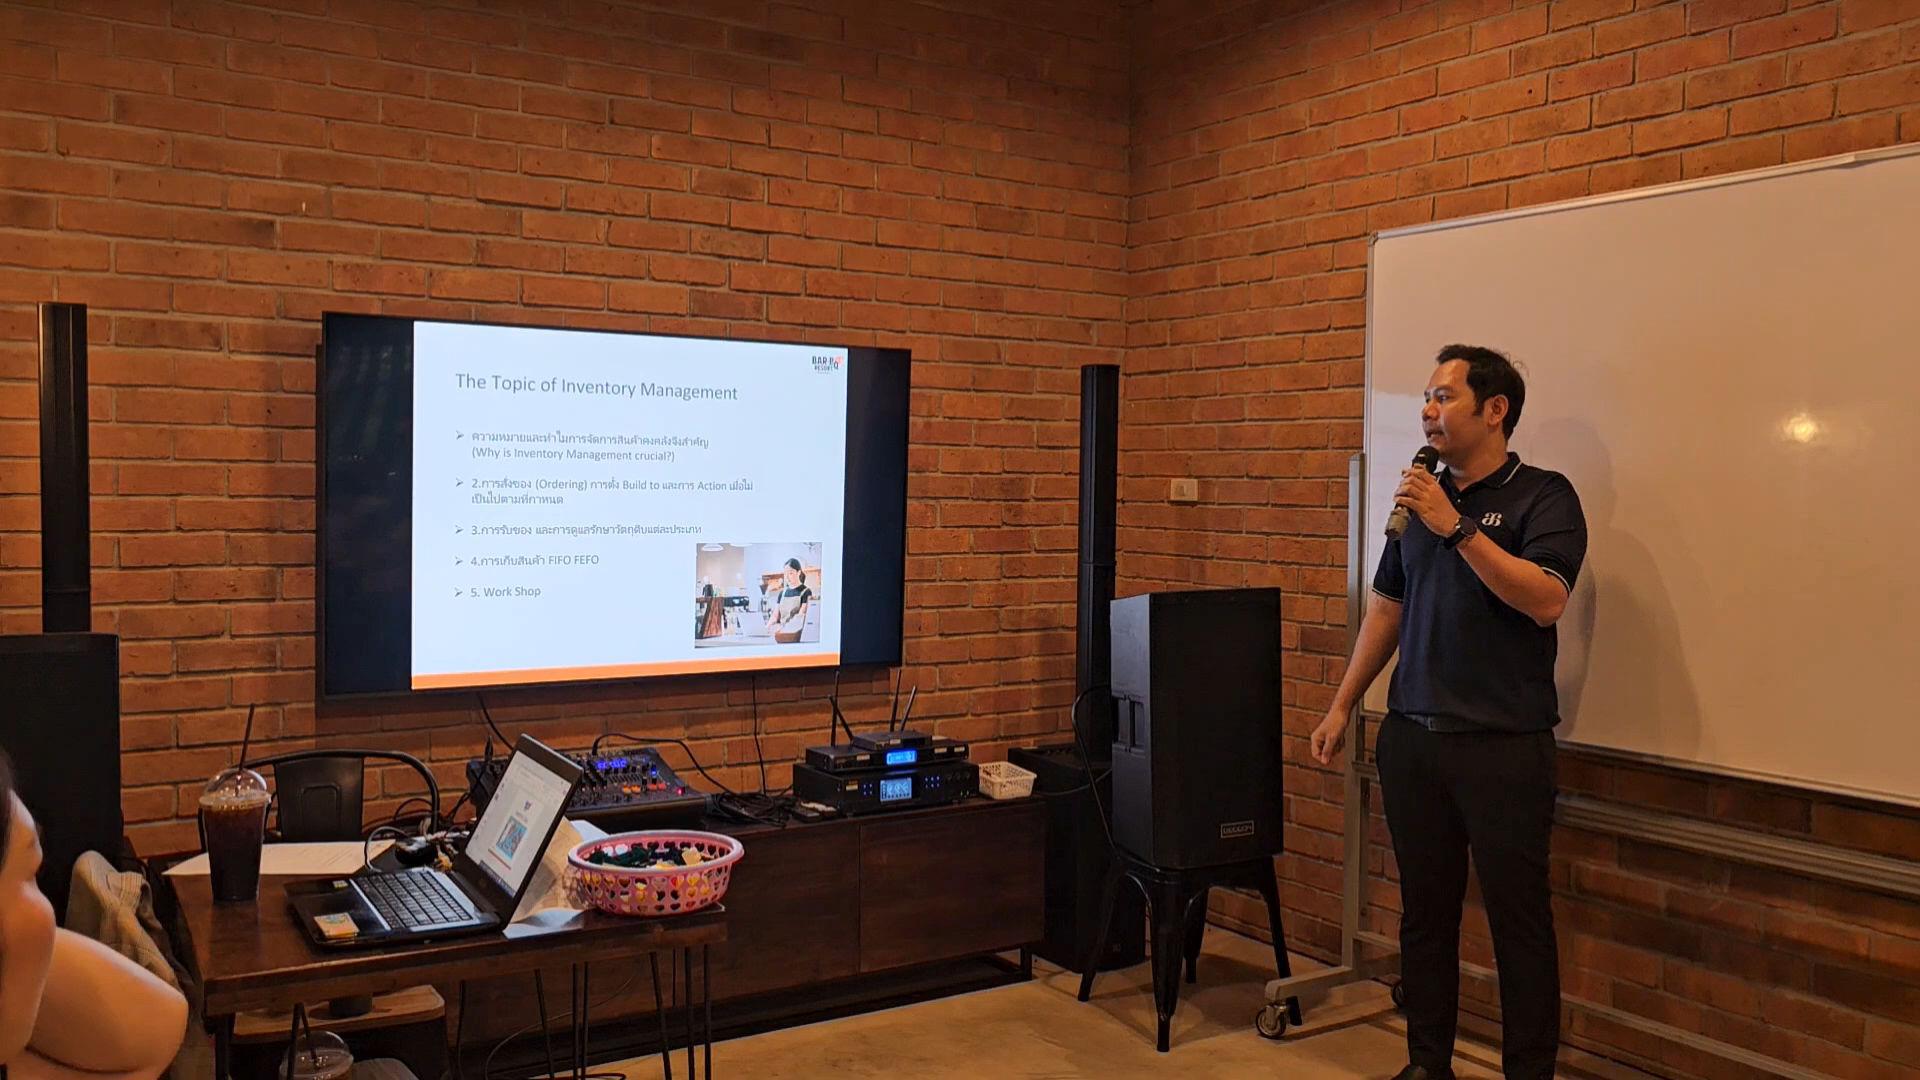 BAR B Q
RESORT
The Topic of Inventory Management
➢ ความหมายและทำไมการจัดการสินค้าคงคลังจึงสำคัญ
(Why is Inventory Management crucial?)
➢ 2.การสั่งของ (Ordering) การตั้ง Build to และการ Action เมื่อไม่
เป็นไปตามที่กำหนด
➢ 3.การรับของ และการดูแลรักษาวัตถุดิบแต่ละประเภท
➢ 4.การเก็บสินค้า FIFO FEFO
➢ 5. Work Shop